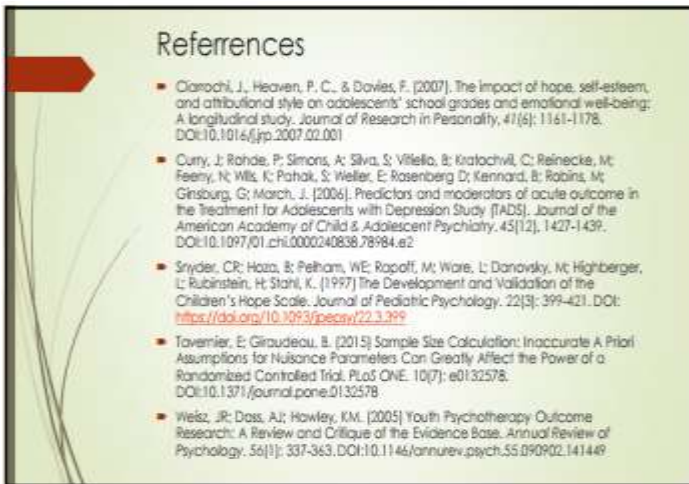 Referrences
Ciarrochi, J., Heaven, P. C., & Davies, F. (2007). The impact of hope, self-esteem,
and attributional style on adolescents' school grades and emotional well-being:
A longitudinal study. Journal of Research in Personality, 41(6): 1161-1178.
DOI:10.1016/j.jrp.2007.02.001
Curry, J; Rohde, P; Simons, A; Silva, S; Vitiello, B; Kratochvil, C; Reinecke, M;
Feeny, N; Wills, K; Pathak, S; Weller, E; Rosenberg D; Kennard, B; Robins, M;
Ginsburg, G; March, J. (2006). Predictors and moderators of acute outcome in
the Treatment for Adolescents with Depression Study (TADS). Journal of the
American Academy of Child & Adolescent Psychiatry. 45(12), 1427-1439.
DOI:10.1097/01.chi.0000240838.78984.e2
Snyder, CR; Hoza, B; Pelham, WE; Rapoff, M; Ware, L; Danovsky, M; Highberger,
L; Rubinstein, H; Stahl, K. (1997) The Development and Validation of the
Children's Hope Scale. Journal of Pediatric Psychology. 22(3): 399-421. DOI:
https://doi.org/10.1093/jpepsy/22.3.399
Tavernier, E; Giraudeau, B. (2015) Sample Size Calculation: Inaccurate A Priori
Assumptions for Nuisance Parameters Can Greatly Affect the Power of a
Randomized Controlled Trial. PLoS ONE. 10(7): e0132578.
DOI:10.1371/journal.pone.0132578
Weisz, JR; Doss, AJ; Hawley, KM. (2005) Youth Psychotherapy Outcome
Research: A Review and Critique of the Evidence Base. Annual Review of
Psychology. 56(1): 337-363. DOI:10.1146/annurev.psych.55.090902.141449